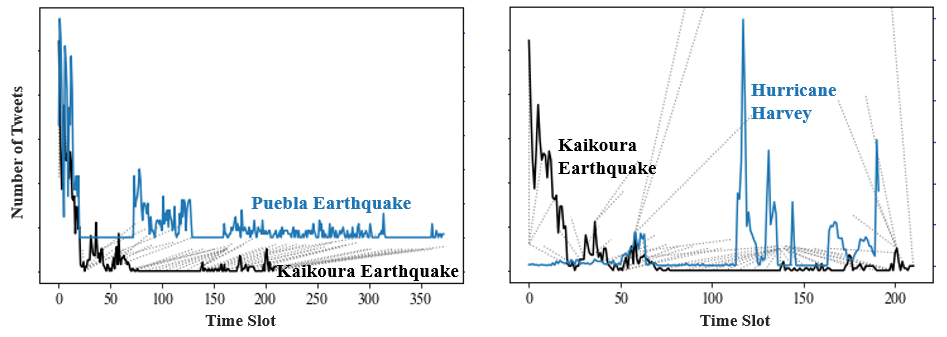 Number of Tweets
Puebla Earthquake
Kaikoura Earthquake
0 50 100 150 200 250 300 350
Time Slot
Hurricane
Harvey
Kaikoura
Earthquake
0 50 100 150 200
Time Slot